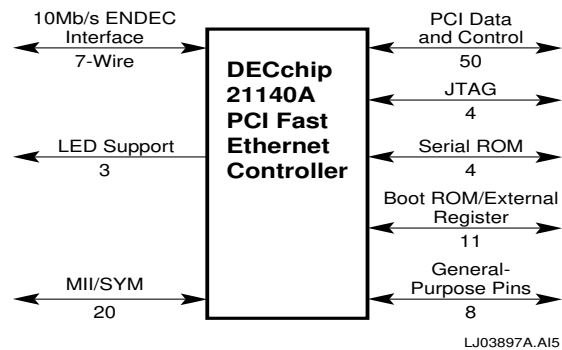 10Mb/s ENDEC
Interface
7-Wire
LED Support
3
MII/SYM
20
DECchip
21140A
PCI Fast
Ethernet
Controller
PCI Data
and Control
50
JTAG
4
Serial ROM
4
Boot ROM/External
Register
11
General-
Purpose Pins
8
LJ03897A.AI5